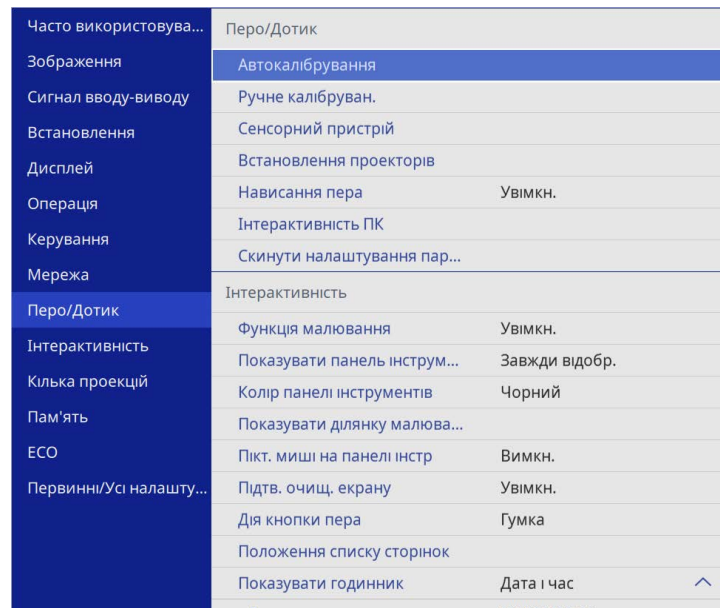 Часто використовува...
Зображення
Сигнал вводу-виводу
Встановлення
Дисплей
Операція
Керування
Мережа
Перо/Дотик
Інтерактивність
Кілька проекцій
Пам'ять
ECO
Первинні/Усі налашту...
Перо/Дотик
Автокалібрування
Ручне калібруван.
Сенсорний пристрій
Встановлення проекторів
Нависання пера Увімкн.
Інтерактивність ПК
Скинути налаштування пар...
Інтерактивність
Функція малювання Увімкн.
Показувати панель інструм... Завжди відобр.
Колір панелі інструментів Чорний
Показувати ділянку малюва...
Пікт. миші на панелі інстр Вимкн.
Підтв. очищ. екрану Увімкн.
Дія кнопки пера Гумка
Положення списку сторінок
Показувати годинник Дата і час